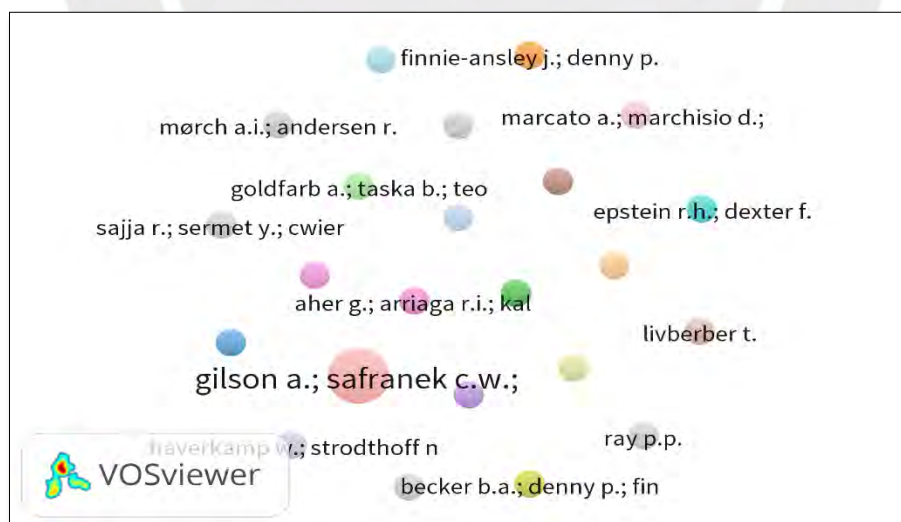 finnie-ansley j.; denny p.
marcato a.; marchisio d.;
mørch a.i.; andersen r.
goldfarb a.; taska b.; teo
epstein r.h.; dexter f.
sajja r.; sermet y.; cwier
aher g.; arriaga r.i.; kal
livberber t.
gilson a.; safranek c.w.;
ray p.p.
haverkamp w.; strodthoff n
VOSviewer
becker b.a.; denny p.; fin